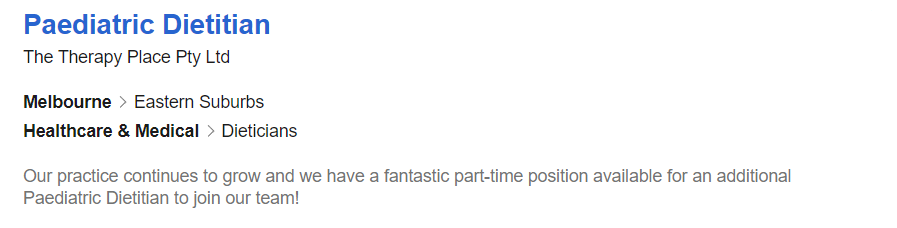 Paediatric Dietitian
The Therapy Place Pty Ltd
Melbourne > Eastern Suburbs
Healthcare & Medical > Dieticians
Our practice continues to grow and we have a fantastic part-time position available for an additional
Paediatric Dietitian to join our team!